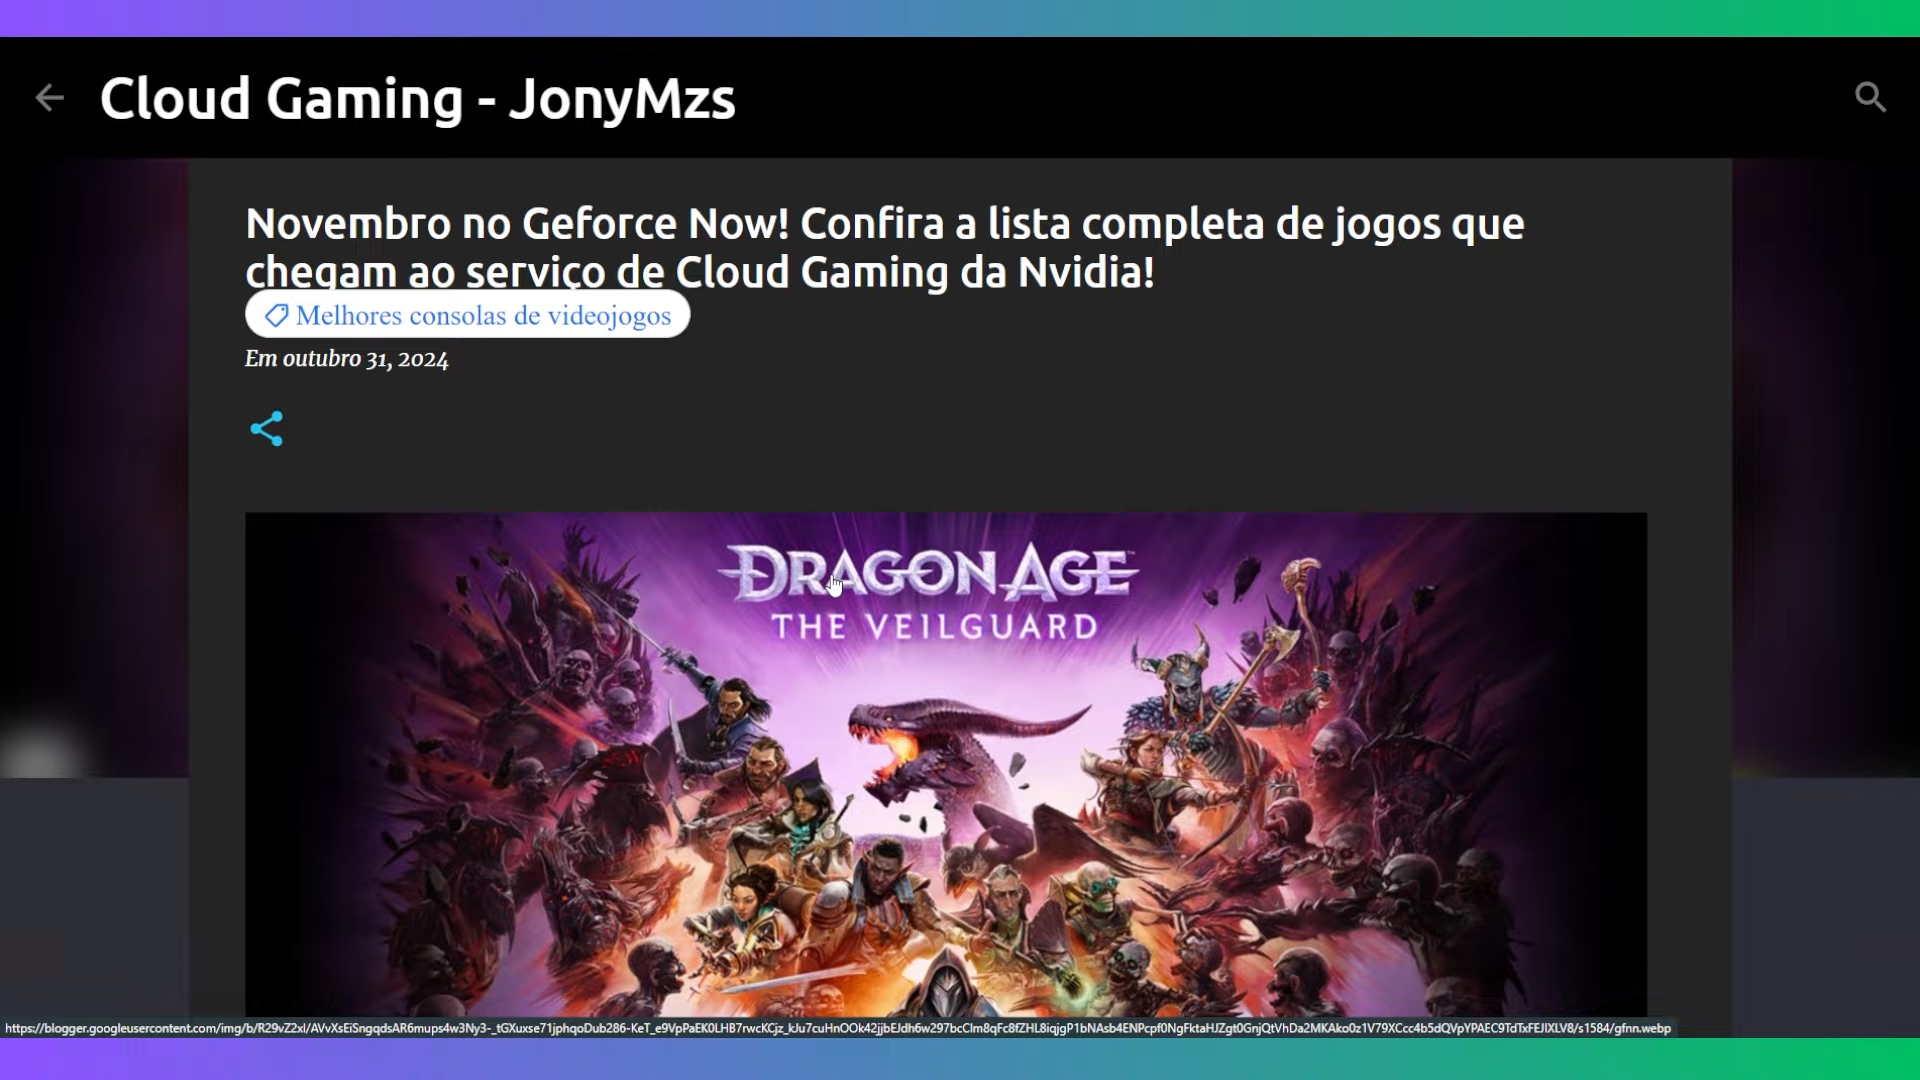 Cloud Gaming - JonyMzs
Novembro no Geforce Now! Confira a lista completa de jogos que
chegam ao serviço de Cloud Gaming da Nvidia!
Melhores consolas de videojogos
Em outubro 31, 2024
DRAGON AGE
THE VEILGUARD